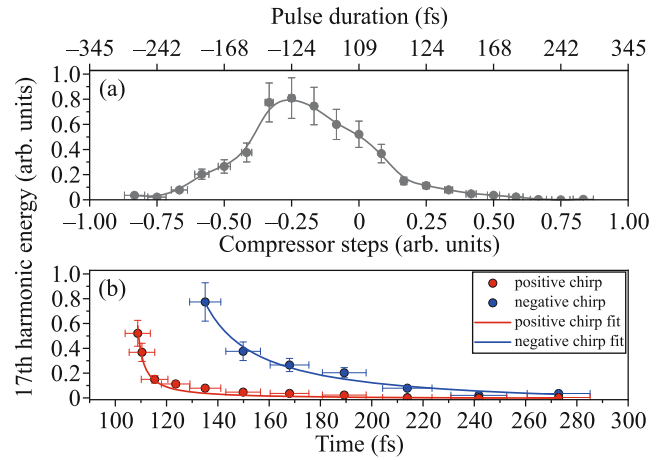 Pulse duration (fs)
−345 −242 −168 −124 109 124 168 242 345
17th harmonic energy (arb. units)
(a)
1.0
0.8
0.6
0.4
0.2
0
−1.00 −0.75 −0.50 −0.25 0 0.25 0.50 0.75 1.00
Compressor steps (arb. units)
(b)
1.0
0.8
0.6
0.4
0.2
0
positive chirp
negative chirp
positive chirp fit
negative chirp fit
100 120 140 160 180 200 220 240 260 280 300
Time (fs)